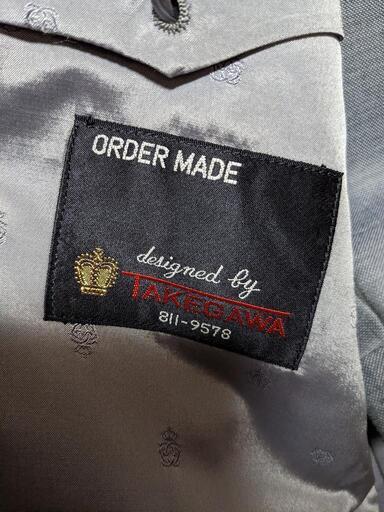 ORDER MADE
designed by
TAKEGAWA
811-9578